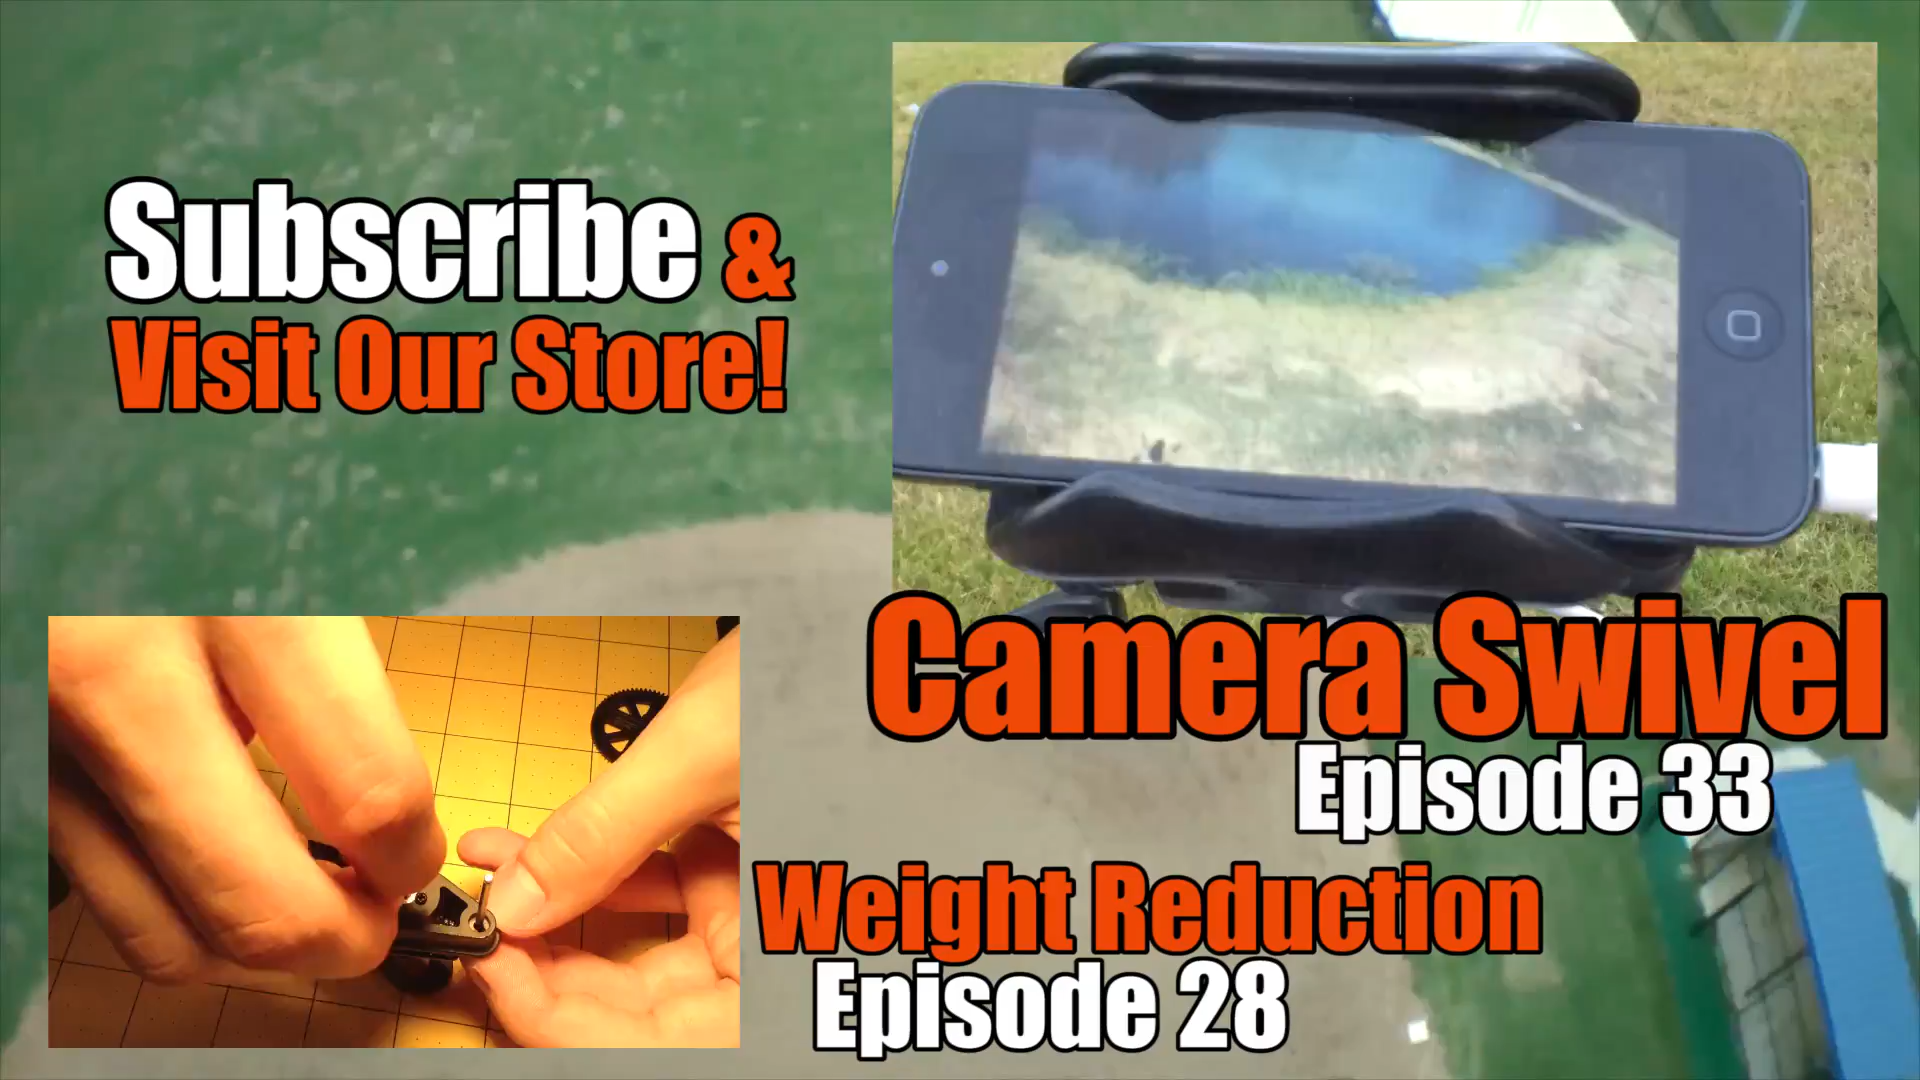 Subscribe &
Visit Our Store!
Camera Swivel
Episode 33
Weight Reduction
Episode 28